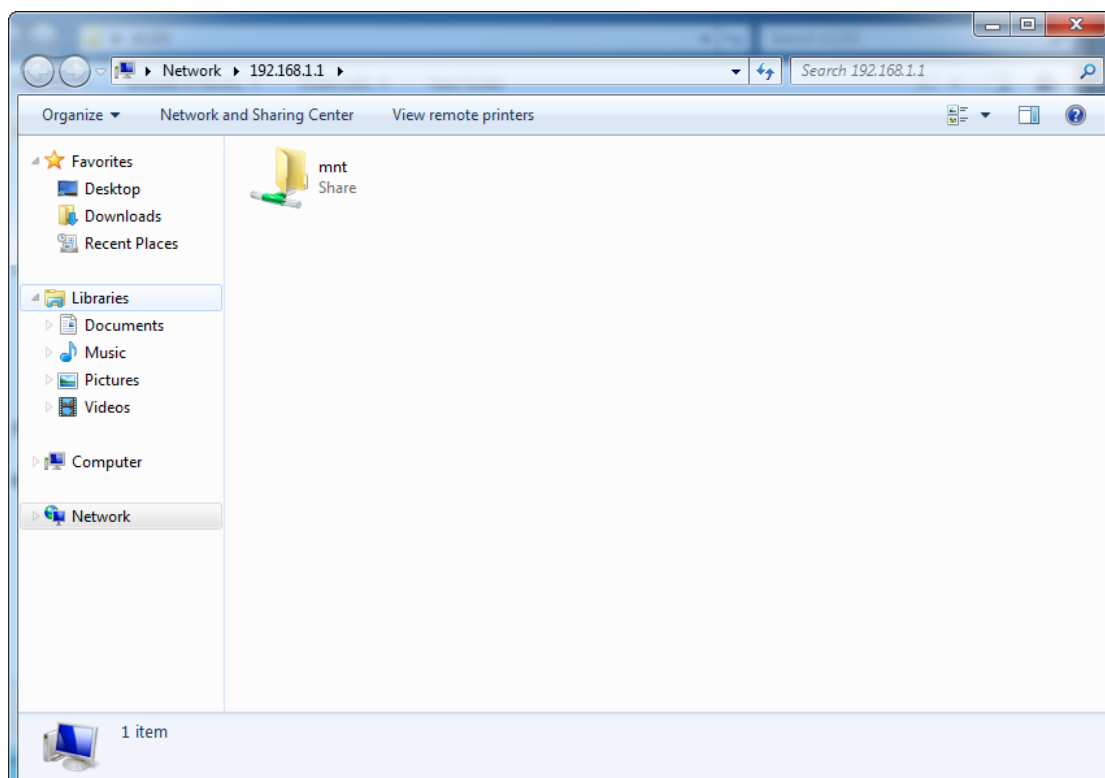 Network ▸ 192.168.1.1 ▸
Search 192.168.1.1
Organize
Network and Sharing Center
View remote printers
Favorites
Desktop
Downloads
Recent Places
Libraries
Documents
Music
Pictures
Videos
Computer
Network
mnt
Share
1 item